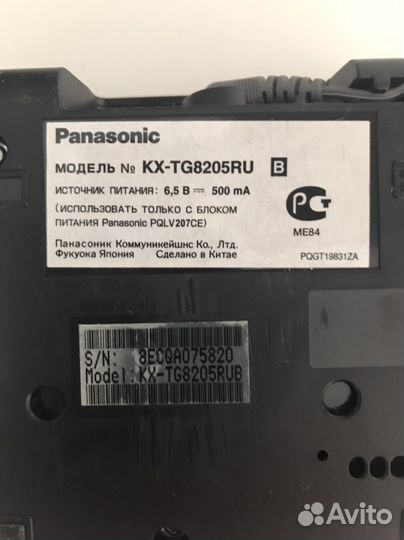 Panasonic
МОДЕЛЬ № KX-TG8205RU B
ИСТОЧНИК ПИТАНИЯ: 6,5 В 500 mA
(ИСПОЛЬЗОВАТЬ ТОЛЬКО С БЛОКОМ
ПИТАНИЯ Panasonic PQLV207CE)
ME84
Панасоник Коммуникейшнс Ко., Лтд.
Фукуока Япония Сделано в Китае
PQGT19831ZA
S/N: 8ECQA075820
Model:KX-TG8205RUB
Avito